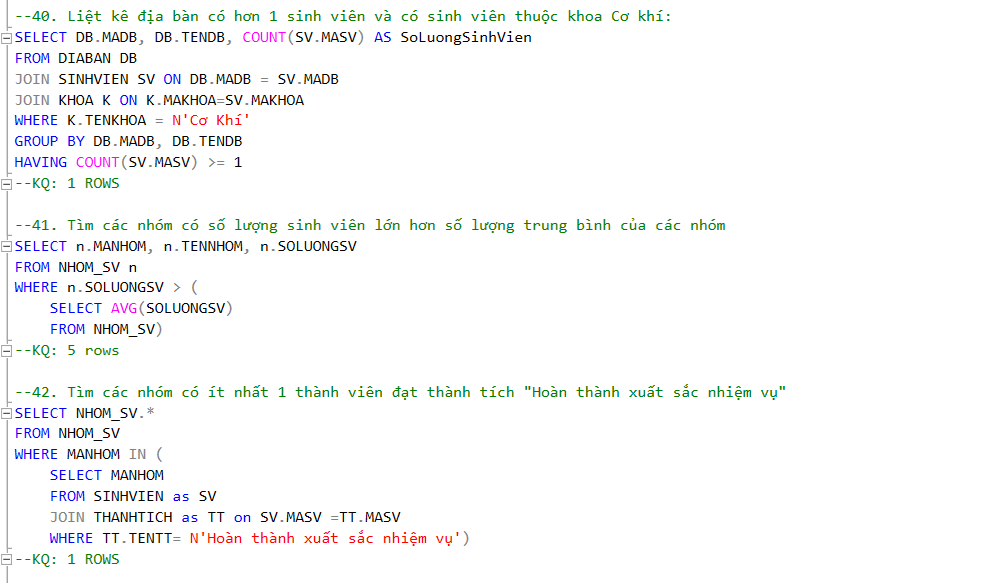 --40. Liệt kê địa bàn có hơn 1 sinh viên và có sinh viên thuộc khoa Cơ khí:
SELECT DB.MADB, DB.TENDB, COUNT(SV.MASV) AS SoLuongSinhVien
FROM DIABAN DB
JOIN SINHVIEN SV ON DB.MADB = SV.MADB
JOIN KHOA K ON K.MAKHOA=SV.MAKHOA
WHERE K.TENKHOA = N'Cơ Khí'
GROUP BY DB.MADB, DB.TENDB
HAVING COUNT(SV.MASV) >= 1
--KQ: 1 ROWS
--41. Tìm các nhóm có số lượng sinh viên lớn hơn số lượng trung bình của các nhóm
SELECT n.MANHOM, n.TENNHOM, n.SOLUONGSV
FROM NHOM_SV n
WHERE n.SOLUONGSV > (
SELECT AVG(SOLUONGSV)
FROM NHOM_SV)
--KQ: 5 rows
--42. Tìm các nhóm có ít nhất 1 thành viên đạt thành tích "Hoàn thành xuất sắc nhiệm vụ"
SELECT NHOM_SV.*
FROM NHOM_SV
WHERE MANHOM IN (
SELECT MANHOM
FROM SINHVIEN as SV
JOIN THANHTICH as TT on SV.MASV =TT.MASV
WHERE TT.TENTT= N'Hoàn thành xuất sắc nhiệm vụ')
--KQ: 1 ROWS